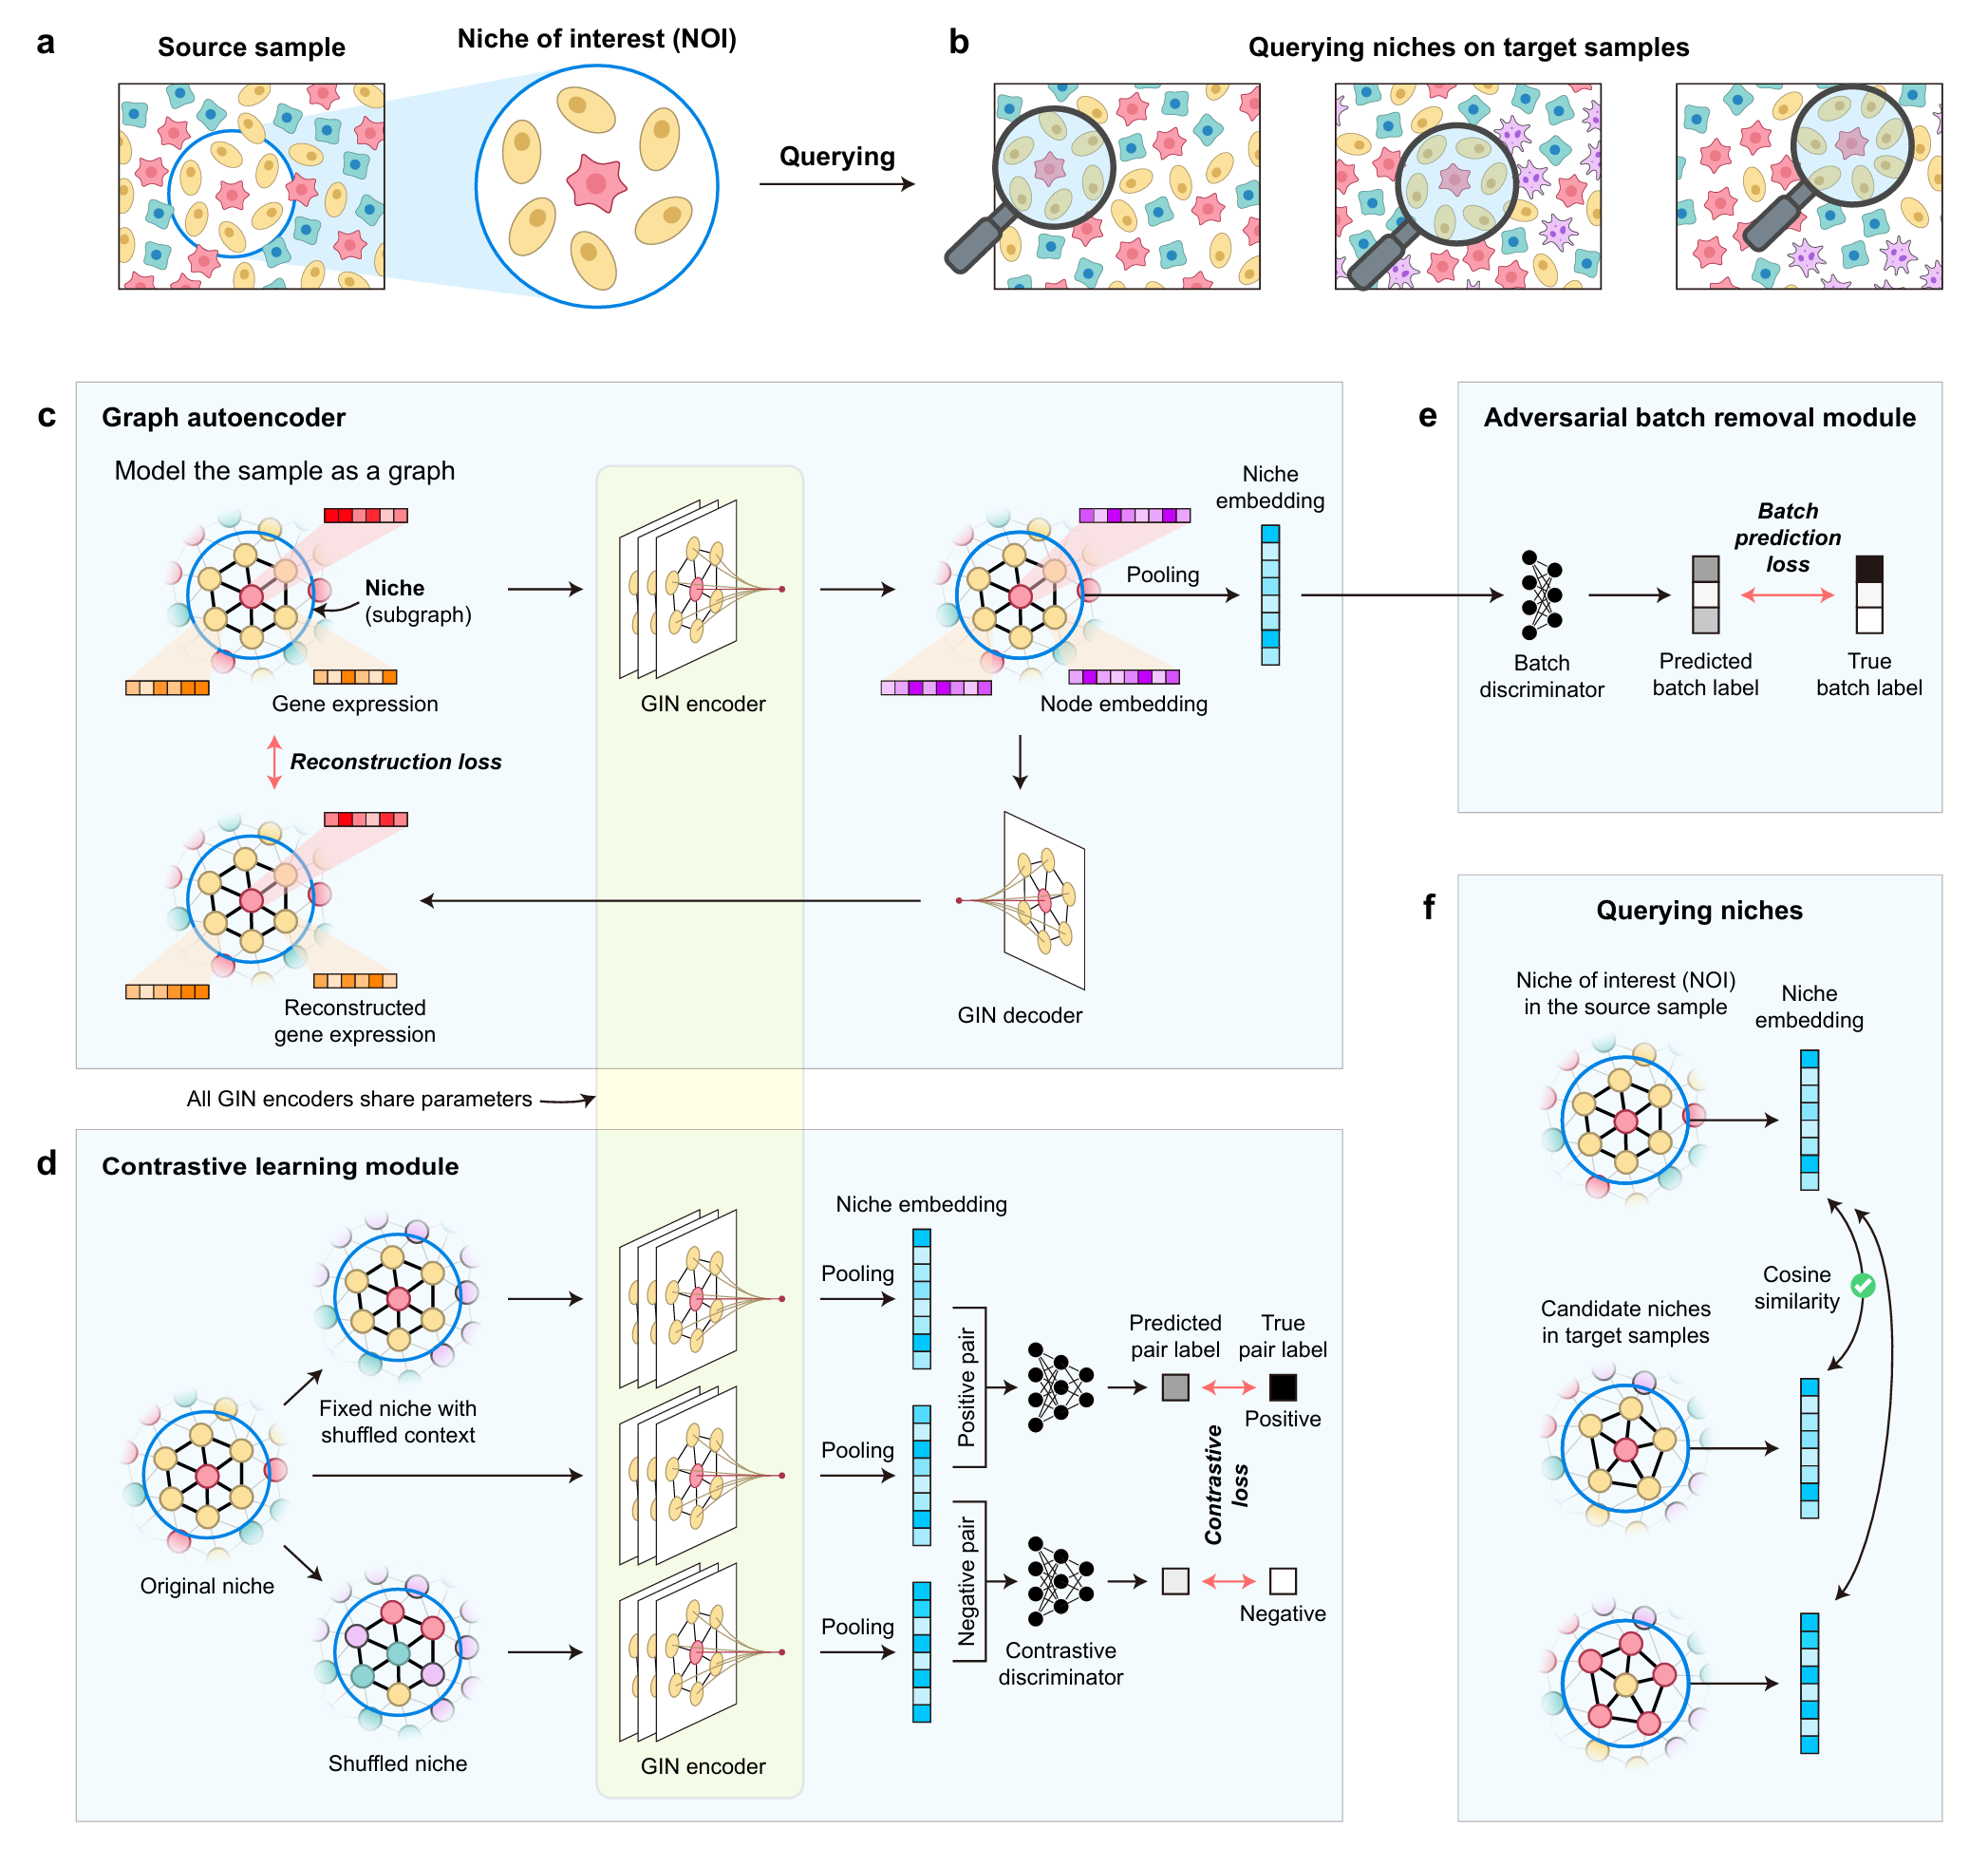 a
Source sample
Niche of interest (NOI)
Querying
b
Querying niches on target samples
c
Graph autoencoder
Model the sample as a graph
Niche
(subgraph)
Gene expression
GIN encoder
Node embedding
Pooling
Niche
embedding
Reconstruction loss
Reconstructed
gene expression
GIN decoder
All GIN encoders share parameters
d
Contrastive learning module
Original niche
Fixed niche with
shuffled context
Shuffled niche
GIN encoder
Pooling
Pooling
Pooling
Niche embedding
Positive pair
Negative pair
Contrastive
discriminator
Predicted
pair label
True
pair label
Positive
Contrastive
loss
Negative
e
Adversarial batch removal module
Batch
discriminator
Predicted
batch label
Batch
prediction
loss
True
batch label
f
Querying niches
Niche of interest (NOI)
in the source sample
Niche
embedding
Cosine
similarity
Candidate niches
in target samples